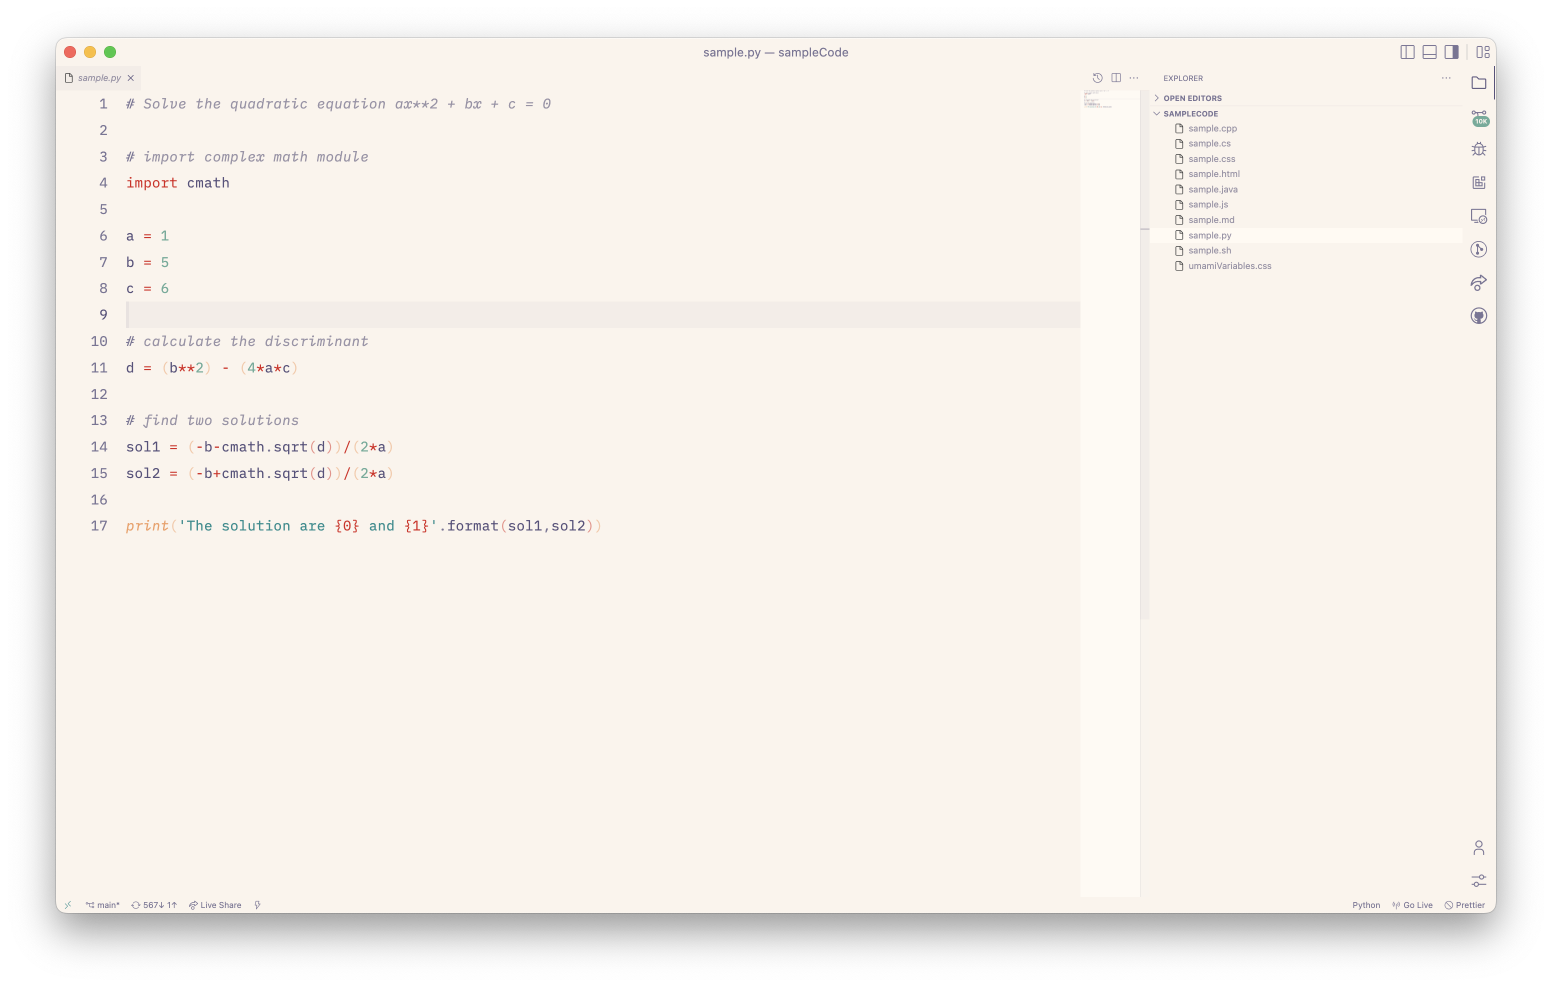 sample.py — sampleCode
sample.py
1 # Solve the quadratic equation ax**2 + bx + c = 0
2
3 # import complex math module
4 import cmath
5
6 a = 1
7 b = 5
8 c = 6
9
10 # calculate the discriminant
11 d = (b**2) - (4*a*c)
12
13 # find two solutions
14 sol1 = (-b-cmath.sqrt(d))/(2*a)
15 sol2 = (-b+cmath.sqrt(d))/(2*a)
16
17 print('The solution are {0} and {1}'.format(sol1,sol2))
EXPLORER
OPEN EDITORS
SAMPLECODE
sample.cpp
sample.cs
sample.css
sample.html
sample.java
sample.js
sample.md
sample.py
sample.sh
umamiVariables.css
10K
main* 567↓ 1↑ Live Share
Python Go Live Prettier